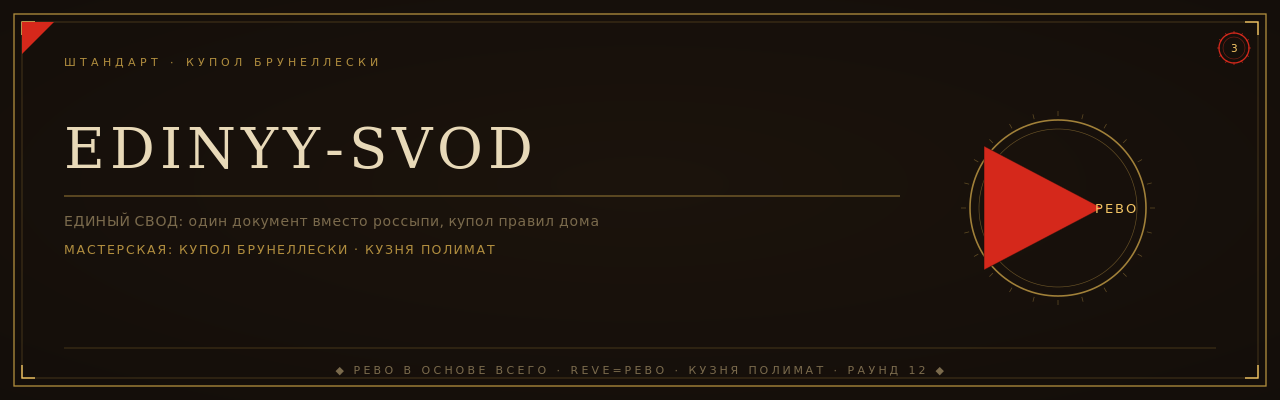 ШТАНДАРТ · КУПОЛ БРУНЕЛЛЕСКИ
3
EDINYY-SVOD
РЕВО
ЕДИНЫЙ СВОД: один документ вместо россыпи, купол правил дома
МАСТЕРСКАЯ: КУПОЛ БРУНЕЛЛЕСКИ · КУЗНЯ ПОЛИМАТ
◆ РЕВО В ОСНОВЕ ВСЕГО · REVE=РЕВО · КУЗНЯ ПОЛИМАТ · РАУНД 12 ◆